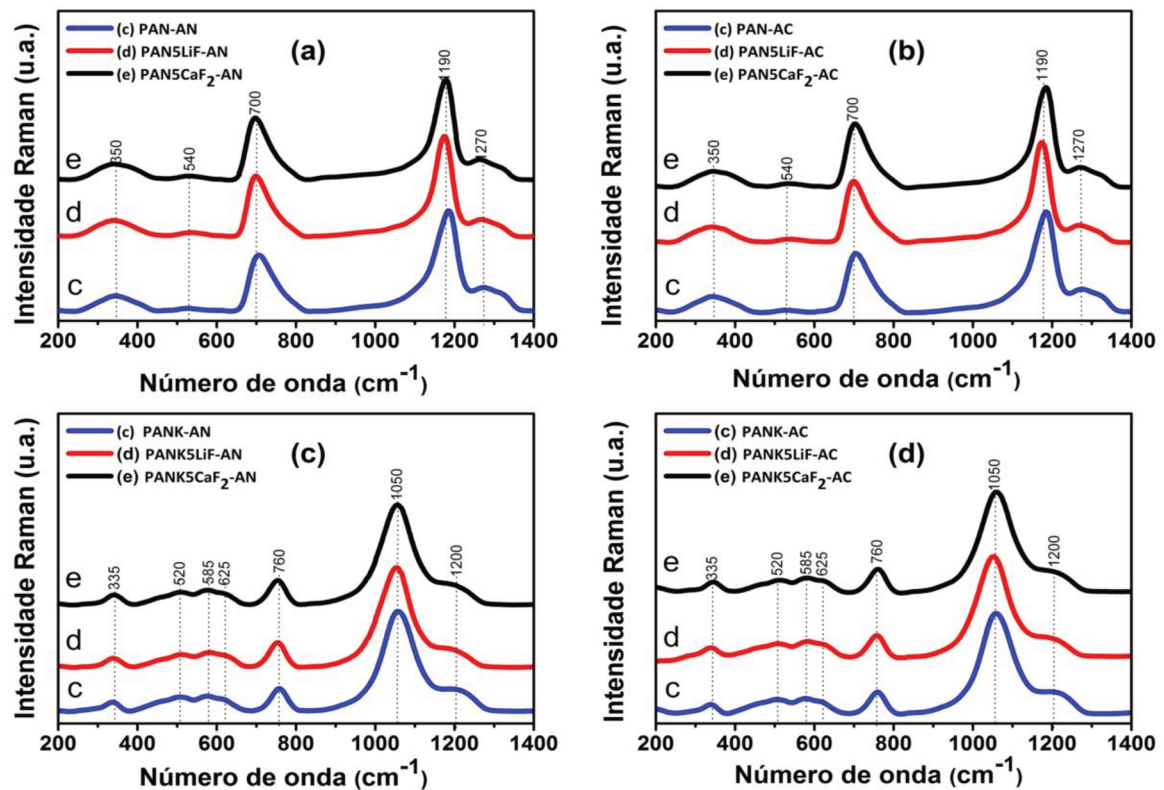 Intensidade Raman (u.a.)
(c) PAN-AN
(d) PAN5LiF-AN
(e) PAN5CaF₂-AN
(a)
350
540
700
1190
1270
e
d
c
200 400 600 800 1000 1200 1400
Número de onda (cm⁻¹)
Intensidade Raman (u.a.)
(c) PAN-AC
(d) PAN5LiF-AC
(e) PAN5CaF₂-AC
(b)
350
540
700
1190
1270
e
d
c
200 400 600 800 1000 1200 1400
Número de onda (cm⁻¹)
Intensidade Raman (u.a.)
(c) PANK-AN
(d) PANK5LiF-AN
(e) PANK5CaF₂-AN
(c)
335
520
585
625
760
1050
1200
e
d
c
200 400 600 800 1000 1200 1400
Número de onda (cm⁻¹)
Intensidade Raman (u.a.)
(c) PANK-AC
(d) PANK5LiF-AC
(e) PANK5CaF₂-AC
(d)
335
520
585
625
760
1050
1200
e
d
c
200 400 600 800 1000 1200 1400
Número de onda (cm⁻¹)